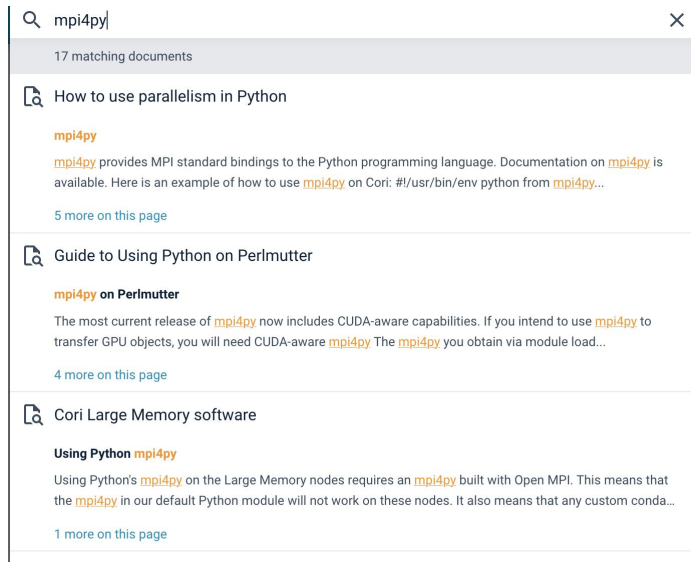 mpi4py
17 matching documents
How to use parallelism in Python
mpi4py
mpi4py provides MPI standard bindings to the Python programming language. Documentation on mpi4py is
available. Here is an example of how to use mpi4py on Cori: #!/usr/bin/env python from mpi4py...
5 more on this page
Guide to Using Python on Perlmutter
mpi4py on Perlmutter
The most current release of mpi4py now includes CUDA-aware capabilities. If you intend to use mpi4py to
transfer GPU objects, you will need CUDA-aware mpi4py The mpi4py you obtain via module load...
4 more on this page
Cori Large Memory software
Using Python mpi4py
Using Python's mpi4py on the Large Memory nodes requires an mpi4py built with Open MPI. This means that
the mpi4py in our default Python module will not work on these nodes. It also means that any custom conda...
1 more on this page